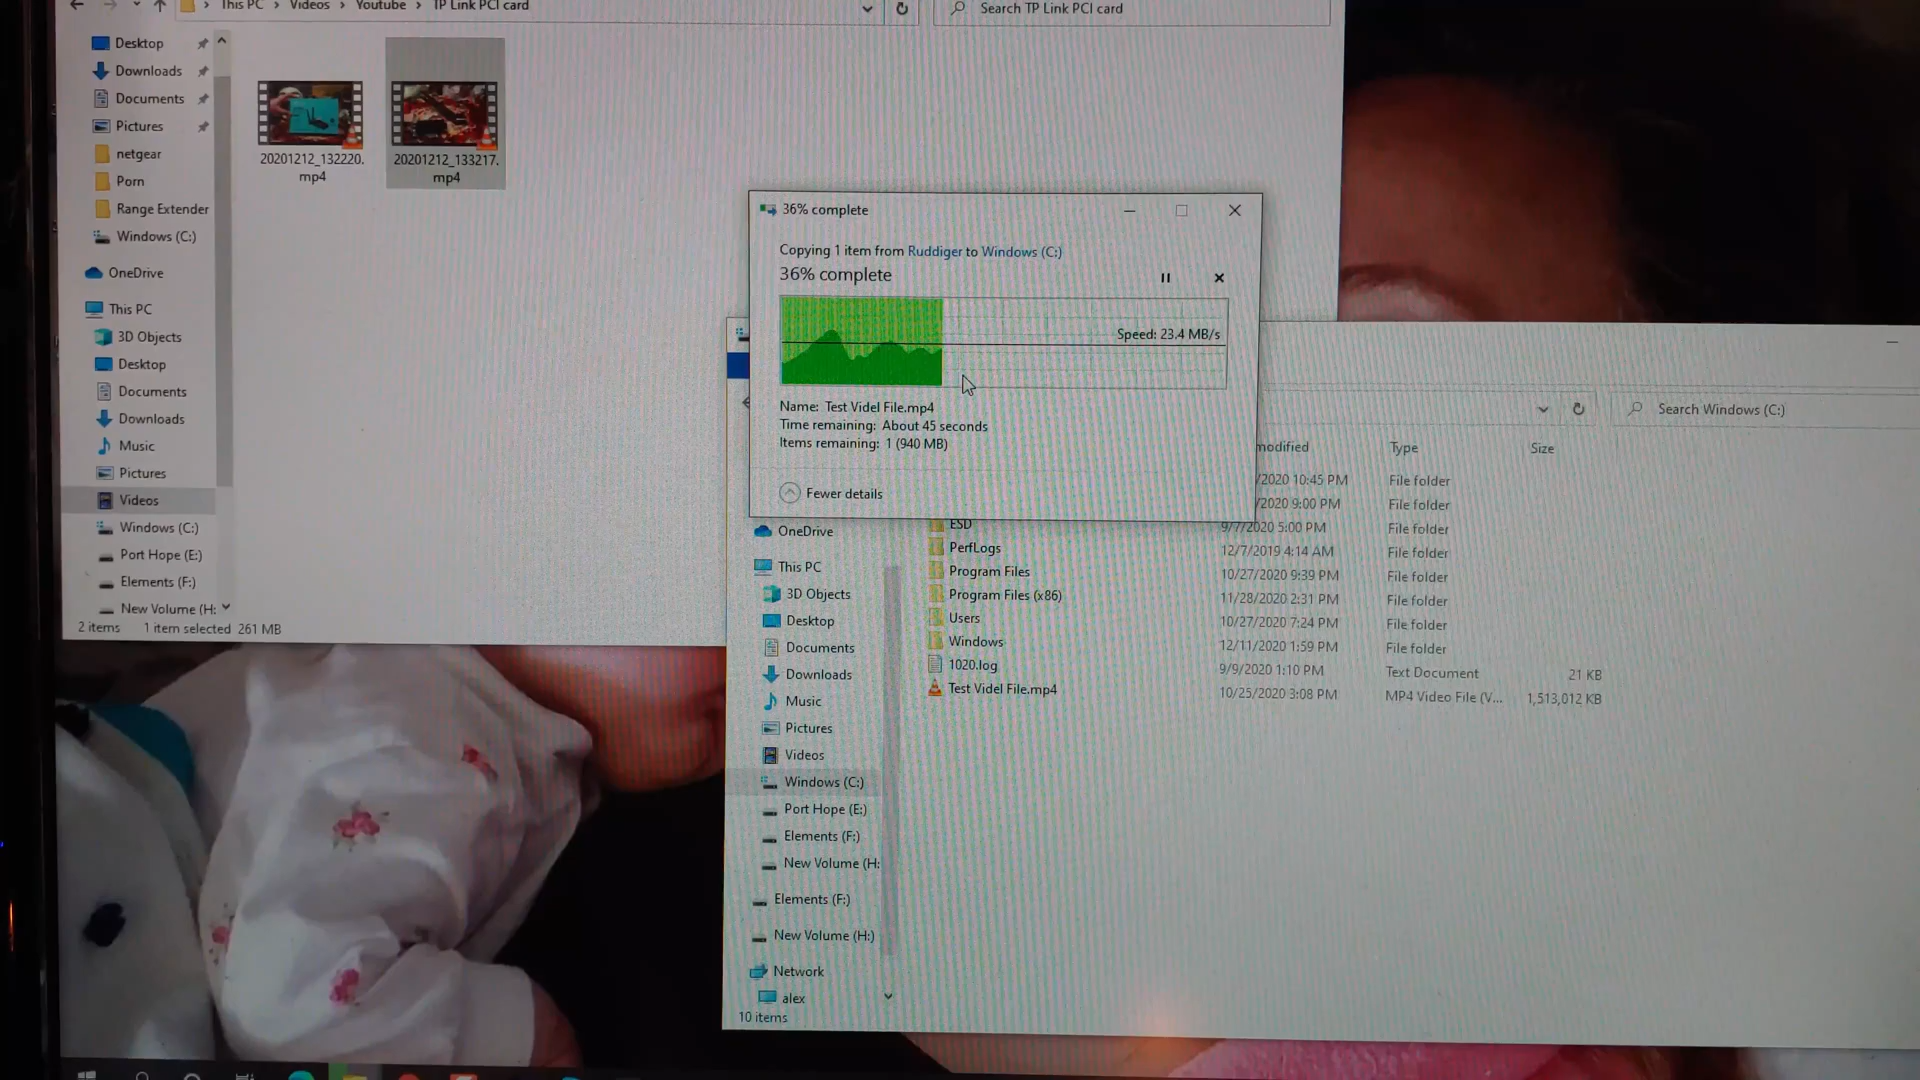 This PC > Videos > Youtube > TP Link PCI card
Search TP Link PCI card
Desktop
Downloads
Documents
Pictures
netgear
Porn
Range Extender
Windows (C:)
OneDrive
This PC
3D Objects
Desktop
Documents
Downloads
Music
Pictures
Videos
Windows (C:)
Port Hope (E:)
Elements (F:)
New Volume (H:
2 items 1 item selected 261 MB
20201212_132220.
mp4
20201212_133217.
mp4
36% complete
Copying 1 item from Ruddiger to Windows (C:)
36% complete
Speed: 23.4 MB/s
Name: Test Videl File.mp4
Time remaining: About 45 seconds
Items remaining: 1 (940 MB)
Fewer details
Search Windows (C:)
modified Type Size
/2020 10:45 PM File folder
/2020 9:00 PM File folder
ESD 9/7/2020 5:00 PM File folder
PerfLogs 12/7/2019 4:14 AM File folder
Program Files 10/27/2020 9:39 PM File folder
Program Files (x86) 11/28/2020 2:31 PM File folder
Users 10/27/2020 7:24 PM File folder
Windows 12/11/2020 1:59 PM File folder
1020.log 9/9/2020 1:10 PM Text Document 21 KB
Test Videl File.mp4 10/25/2020 3:08 PM MP4 Video File (V... 1,513,012 KB
OneDrive
This PC
3D Objects
Desktop
Documents
Downloads
Music
Pictures
Videos
Windows (C:)
Port Hope (E:)
Elements (F:)
New Volume (H:
Elements (F:)
New Volume (H:)
Network
alex
10 items